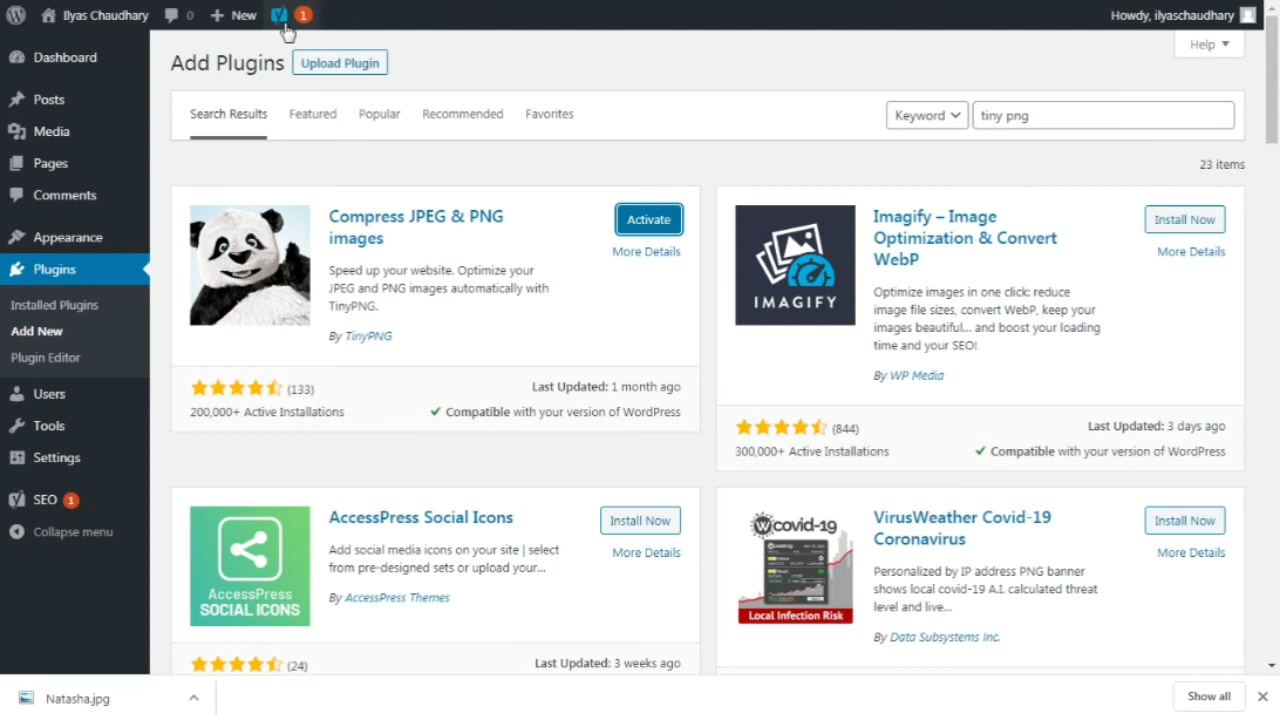 Ilyas Chaudhary 0 New 1 Howdy, ilyaschaudhary
Help
Dashboard
Posts
Media
Pages
Comments
Appearance
Plugins
Installed Plugins
Add New
Plugin Editor
Users
Tools
Settings
SEO 1
Collapse menu
Add Plugins Upload Plugin
Search Results Featured Popular Recommended Favorites Keyword tiny png
23 items
Compress JPEG & PNG
images
Activate
More Details
Speed up your website. Optimize your
JPEG and PNG images automatically with
TinyPNG.
By TinyPNG
(133) Last Updated: 1 month ago
200,000+ Active Installations ✔ Compatible with your version of WordPress
IMAGIFY
Imagify – Image
Optimization & Convert
WebP
Install Now
More Details
Optimize images in one click: reduce
image file sizes, convert WebP, keep your
images beautiful... and boost your loading
time and your SEO!
By WP Media
(844) Last Updated: 3 days ago
300,000+ Active Installations ✔ Compatible with your version of WordPress
AccessPress
SOCIAL ICONS
AccessPress Social Icons
Install Now
More Details
Add social media icons on your site | select
from pre-designed sets or upload your...
By AccessPress Themes
(24) Last Updated: 3 weeks ago
covid-19
Local Infection Risk
VirusWeather Covid-19
Coronavirus
Install Now
More Details
Personalized by IP address PNG banner
shows local covid-19 A.I. calculated threat
level and live...
By Data Subsystems Inc.
Natasha.jpg Show all